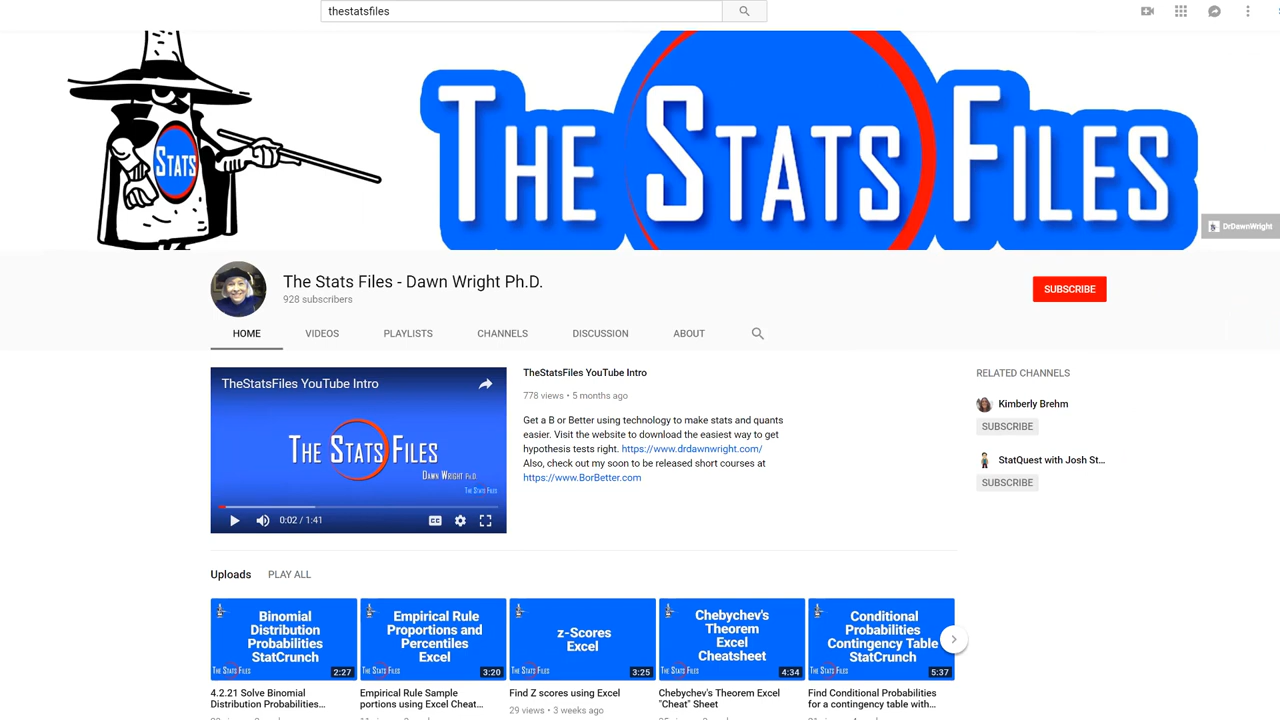 thestatsfiles
THE STATS FILES
STATS
DrDawnWright
The Stats Files - Dawn Wright Ph.D.
928 subscribers
SUBSCRIBE
HOME VIDEOS PLAYLISTS CHANNELS DISCUSSION ABOUT
TheStatsFiles YouTube Intro
THE STATS FILES
DAWN WRIGHT PH.D.
THE STATS FILES
0:02 / 1:41
CC
TheStatsFiles YouTube Intro
778 views • 5 months ago
Get a B or Better using technology to make stats and quants
easier. Visit the website to download the easiest way to get
hypothesis tests right. https://www.drdawnwright.com/
Also, check out my soon to be released short courses at
https://www.BorBetter.com
RELATED CHANNELS
Kimberly Brehm
SUBSCRIBE
StatQuest with Josh St...
SUBSCRIBE
Uploads PLAY ALL
Binomial
Distribution
Probabilities
StatCrunch
THE STATS FILES
2:27
4.2.21 Solve Binomial
Distribution Probabilities...
Empirical Rule
Proportions and
Percentiles
Excel
THE STATS FILES
3:20
Empirical Rule Sample
portions using Excel Cheat...
z-Scores
Excel
THE STATS FILES
3:25
Find Z scores using Excel
29 views • 3 weeks ago
Chebychev's
Theorem
Excel
Cheatsheet
THE STATS FILES
4:34
Chebychev's Theorem Excel
"Cheat" Sheet
Conditional
Probabilities
Contingency Table
StatCrunch
THE STATS FILES
5:37
Find Conditional Probabilities
for a contingency table with...